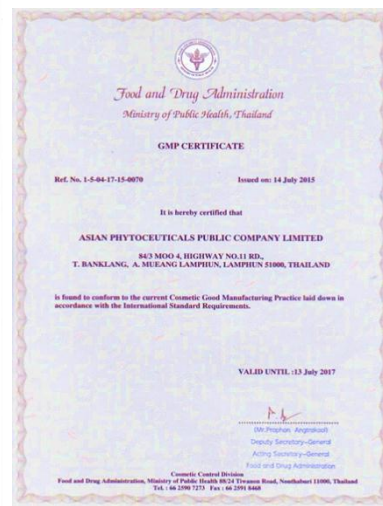 Food and Drug Administration
Ministry of Public Health, Thailand
GMP CERTIFICATE
Ref. No. 1-5-04-17-15-0070 Issued on: 14 July 2015
It is hereby certified that
ASIAN PHYTOCEUTICALS PUBLIC COMPANY LIMITED
84/3 MOO 4, HIGHWAY NO.11 RD.,
T. BANKLANG, A. MUEANG LAMPHUN, LAMPHUN 51000, THAILAND
is found to conform to the current Cosmetic Good Manufacturing Practice laid down in
accordance with the International Standard Requirements.
VALID UNTIL :13 July 2017
(Mr.Praphon Angtrakool)
Deputy Secretary-General
Acting Secretary-General
Food and Drug Administration
Cosmetic Control Division
Food and Drug Administration, Ministry of Public Health 88/24 Tiwanon Road, Nonthaburi 11000, Thailand
Tel. : 66 2590 7273 Fax : 66 2591 8468